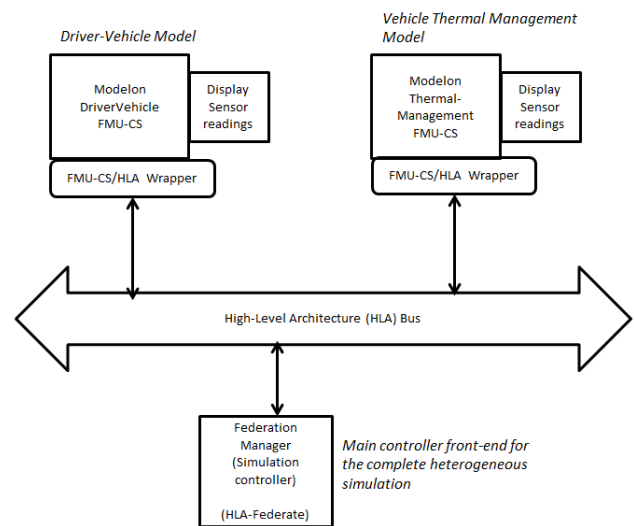 Driver-Vehicle Model
Modelon
DriverVehicle
FMU-CS
Display
Sensor
readings
FMU-CS/HLA Wrapper
Vehicle Thermal Management
Model
Modelon
Thermal-
Management
FMU-CS
Display
Sensor
readings
FMU-CS/HLA Wrapper
High-Level Architecture (HLA) Bus
Federation
Manager
(Simulation
controller)
(HLA-Federate)
Main controller front-end for
the complete heterogeneous
simulation